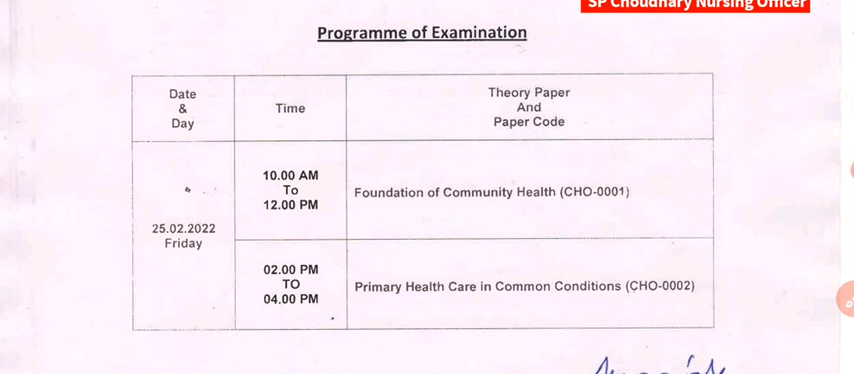 SP Choudhary Nursing Officer
Programme of Examination
Date
&
Day
Time
Theory Paper
And
Paper Code
25.02.2022
Friday
10.00 AM
To
12.00 PM
Foundation of Community Health (CHO-0001)
02.00 PM
TO
04.00 PM
Primary Health Care in Common Conditions (CHO-0002)